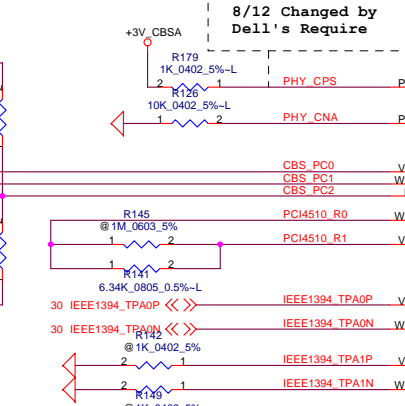 8/12 Changed by
Dell's Require
+3V_CBSA
R179
1K_0402_5%~L
2 1 PHY_CPS P
R126
10K_0402_5%~L
1 2 PHY_CNA P
CBS_PC0 V
CBS_PC1 W
CBS_PC2
R145 PCI4510_R0 W
@1M_0603_5%
1 2 PCI4510_R1 V
1 2
R141
6.34K_0805_0.5%~L
30 IEEE1394_TPA0P IEEE1394_TPA0P V
30 IEEE1394_TPA0N IEEE1394_TPA0N W
R142
@1K_0402_5%
2 1 IEEE1394_TPA1P V
2 1 IEEE1394_TPA1N W
R149